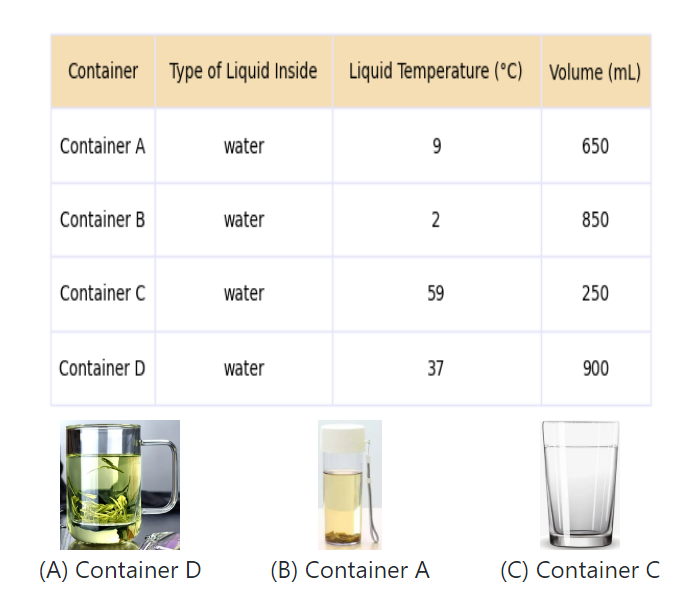 Container Type of Liquid Inside Liquid Temperature (°C) Volume (mL)
Container A water 9 650
Container B water 2 850
Container C water 59 250
Container D water 37 900
(A) Container D (B) Container A (C) Container C